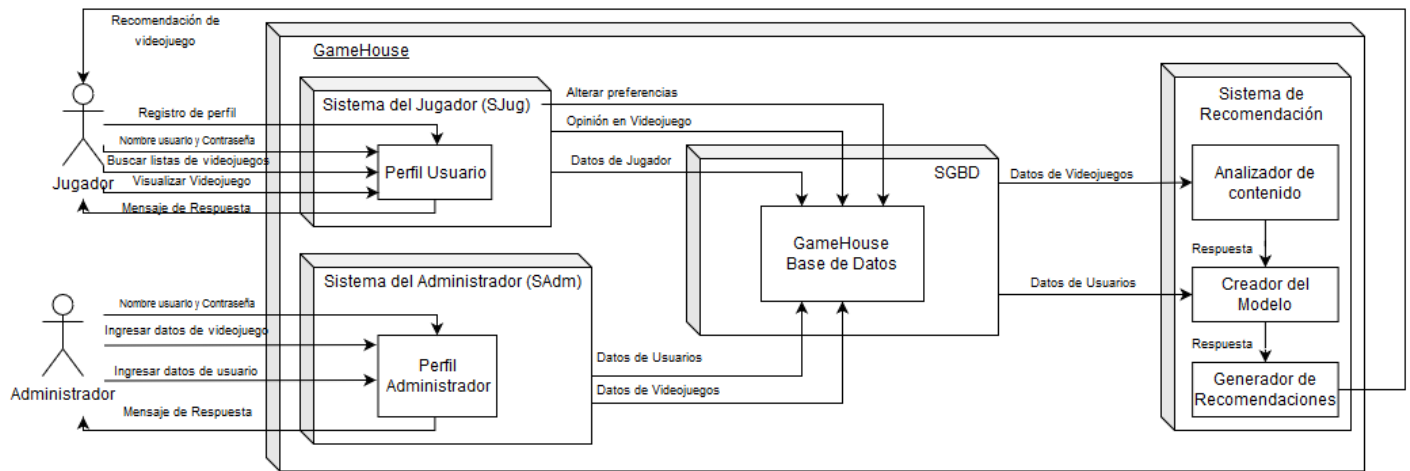 Recomendación de
videojuego
GameHouse
Sistema del Jugador (SJug)
Alterar preferencias
Sistema de
Recomendación
Registro de perfil
Opinión en Videojuego
Nombre usuario y Contraseña
Buscar listas de videojuegos
Perfil Usuario
Datos de Jugador
SGBD
Datos de Videojuegos
Analizador de
contenido
Visualizar Videojuego
Jugador
Mensaje de Respuesta
GameHouse
Base de Datos
Respuesta
Sistema del Administrador (SAdm)
Datos de Usuarios
Creador del
Modelo
Nombre usuario y Contraseña
Ingresar datos de videojuego
Respuesta
Perfil
Administrador
Datos de Usuarios
Ingresar datos de usuario
Generador de
Recomendaciones
Administrador
Datos de Videojuegos
Mensaje de Respuesta